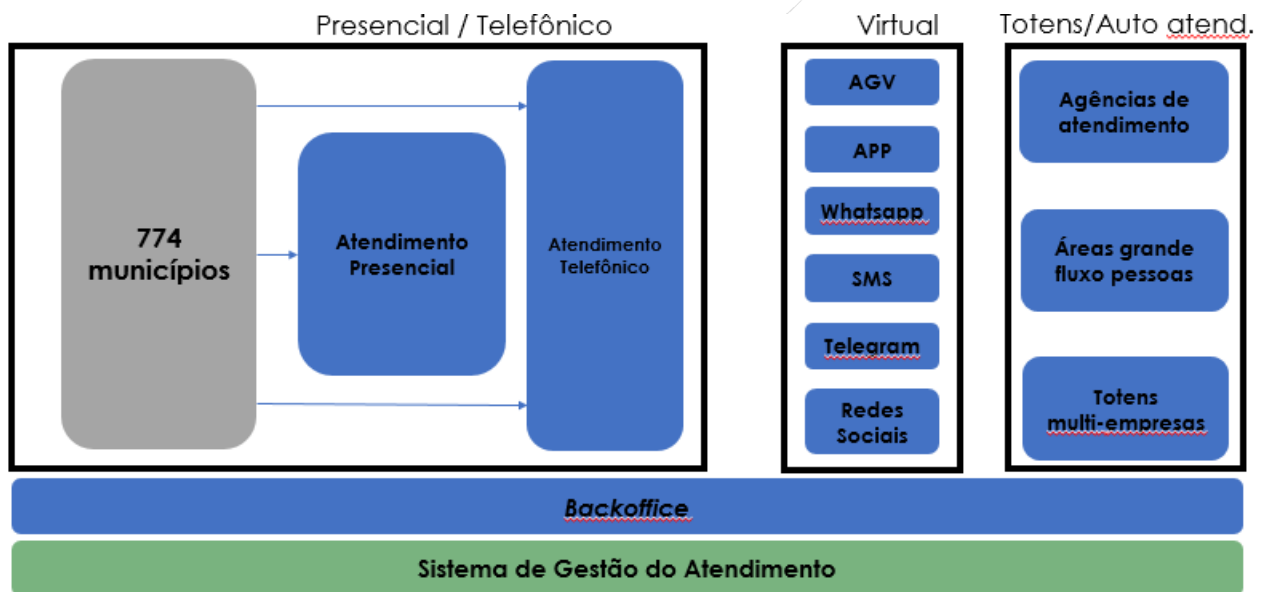 Presencial / Telefônico
774
municípios
Atendimento
Presencial
Atendimento
Telefônico
Virtual
AGV
APP
Whatsapp
SMS
Telegram
Redes
Sociais
Totens/Auto atend.
Agências de
atendimento
Áreas grande
fluxo pessoas
Totens
multi-empresas
Backoffice
Sistema de Gestão do Atendimento